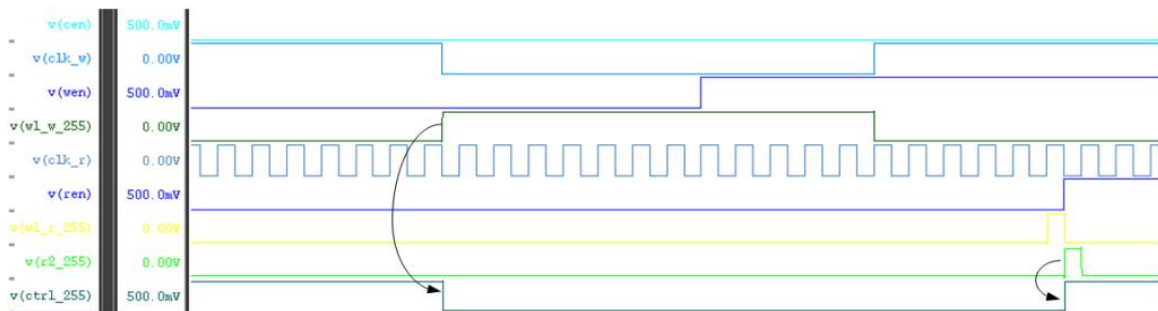 v(cen) 500.0mV
v(clk_w) 0.00V
v(wen) 500.0mV
v(wl_w_255) 0.00V
v(clk_r) 0.00V
v(ren) 500.0mV
v(wl_r_255) 0.00V
v(r2_255) 0.00V
v(ctrl_255) 500.0mV